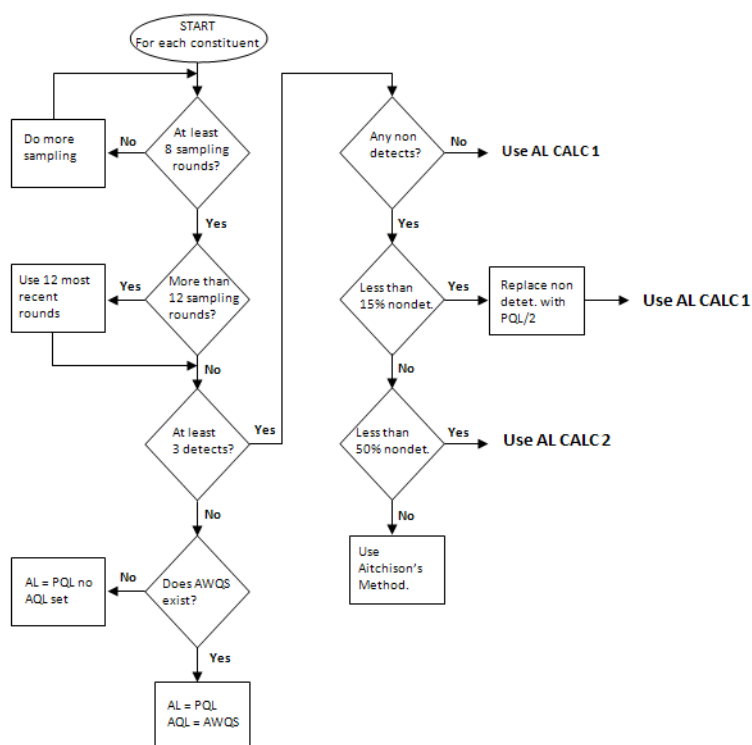 START
For each constituent
Do more
sampling
No
At least
8 sampling
rounds?
Yes
Use 12 most
recent
rounds
Yes
More than
12 sampling
rounds?
No
At least
3 detects?
Yes
No
AL = PQL no
AQL set
No
Does AWQS
exist?
Yes
AL = PQL
AQL = AWQS
Any non
detects?
No
Use AL CALC 1
Yes
Less than
15% nondet.
Yes
Replace non
detet. with
PQL/2
Use AL CALC 1
No
Less than
50% nondet.
Yes
Use AL CALC 2
No
Use
Aitchison's
Method.